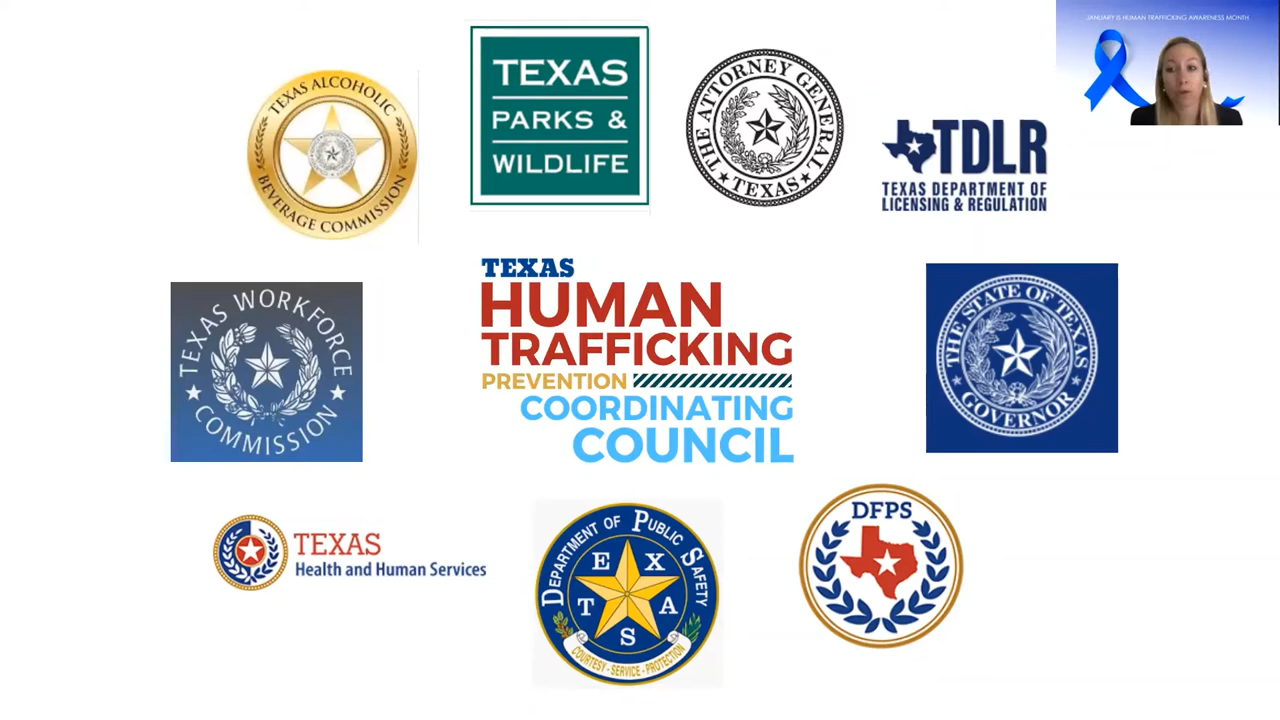 JANUARY IS HUMAN TRAFFICKING AWARENESS MONTH
TEXAS ALCOHOLIC
BEVERAGE COMMISSION
TEXAS
PARKS &
WILDLIFE
THE ATTORNEY GENERAL
TEXAS
TDLR
TEXAS DEPARTMENT OF
LICENSING & REGULATION
TEXAS WORKFORCE
COMMISSION
TEXAS
HUMAN
TRAFFICKING
PREVENTION
COORDINATING
COUNCIL
THE STATE OF TEXAS
GOVERNOR
TEXAS
Health and Human Services
DEPARTMENT OF PUBLIC SAFETY
TEXAS
COURTESY - SERVICE - PROTECTION
DFPS